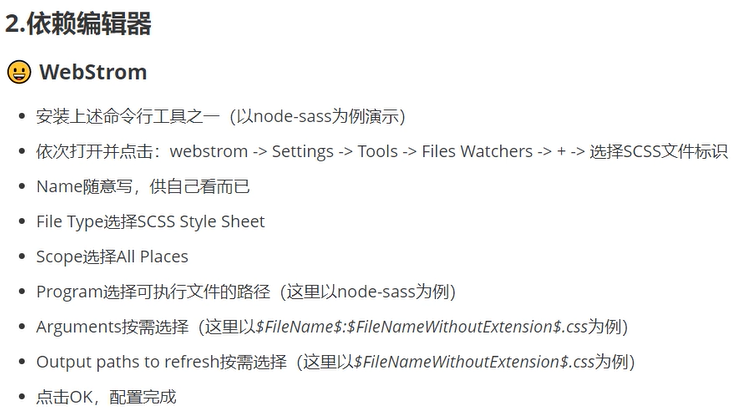 2.依赖编辑器
😀 WebStrom
• 安装上述命令行工具之一（以node-sass为例演示）
• 依次打开并点击：webstrom -> Settings -> Tools -> Files Watchers -> + -> 选择SCSS文件标识
• Name随意写，供自己看而已
• File Type选择SCSS Style Sheet
• Scope选择All Places
• Program选择可执行文件的路径（这里以node-sass为例）
• Arguments按需选择（这里以$FileName$:$FileNameWithoutExtension$.css为例）
• Output paths to refresh按需选择（这里以$FileNameWithoutExtension$.css为例）
• 点击OK，配置完成